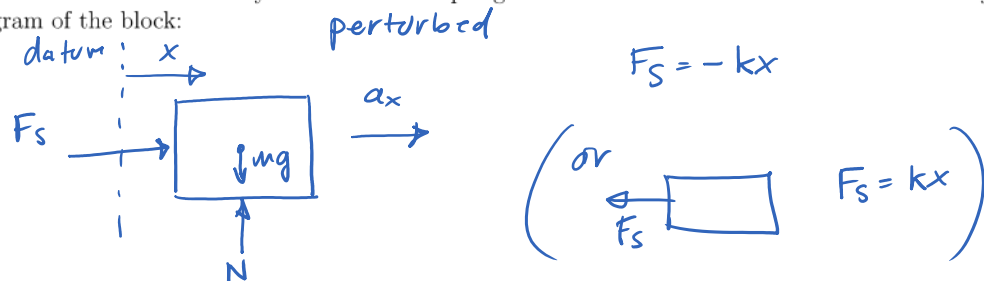 gram of the block:
datum
x
perturbed
Fs = - kx
Fs
ax
mg
N
or
Fs
Fs = kx